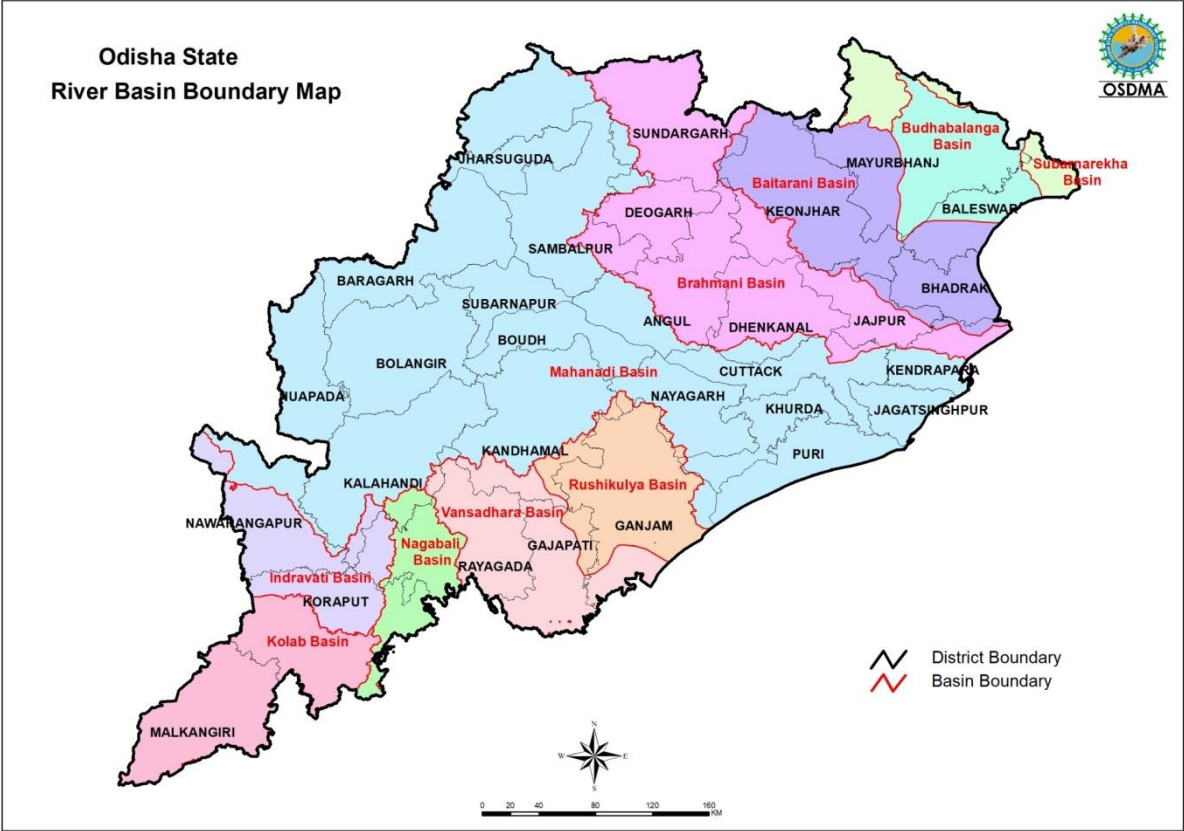 Odisha State
River Basin Boundary Map
OSDMA
SUNDARGARH
Budhabalanga
Basin
JHARSUGUDA
MAYURBHANJ
Subarnarekha
Basin
Baitarani Basin
DEOGARH
KEONJHAR
BALESWAR
SAMBALPUR
BARAGARH
Brahmani Basin
BHADRAK
SUBARNAPUR
ANGUL
DHENKANAL
JAJPUR
BOUDH
BOLANGIR
Mahanadi Basin
CUTTACK
KENDRAPARA
NUAPADA
NAYAGARH
KHURDA
JAGATSINGHPUR
KANDHAMAL
PURI
KALAHANDI
Rushikulya Basin
Vansadhara Basin
NAWARANGAPUR
GANJAM
Nagabali
Basin
GAJAPATI
RAYAGADA
Indravati Basin
KORAPUT
Kolab Basin
District Boundary
Basin Boundary
MALKANGIRI
N
W
E
S
0 20 40 80 120 160
KM